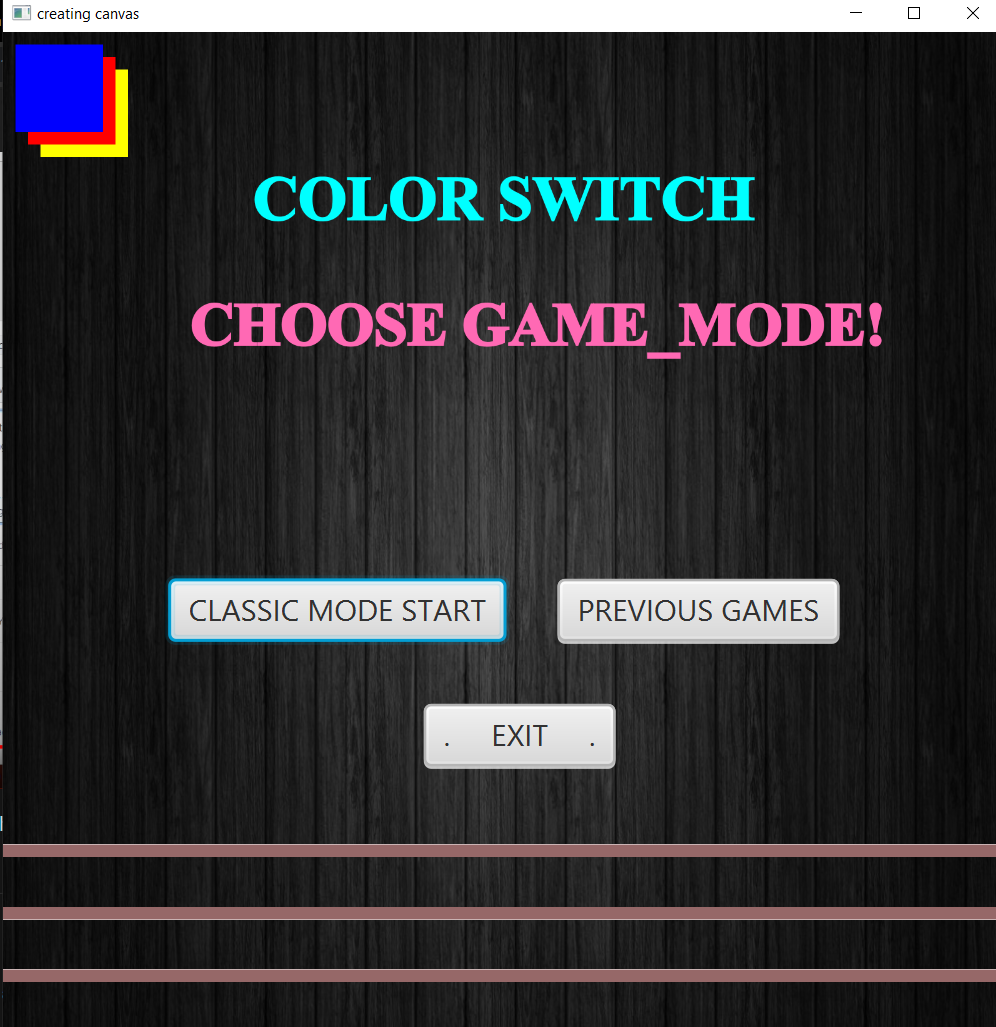 creating canvas
COLOR SWITCH
CHOOSE GAME_MODE!
CLASSIC MODE START
PREVIOUS GAMES
. EXIT .